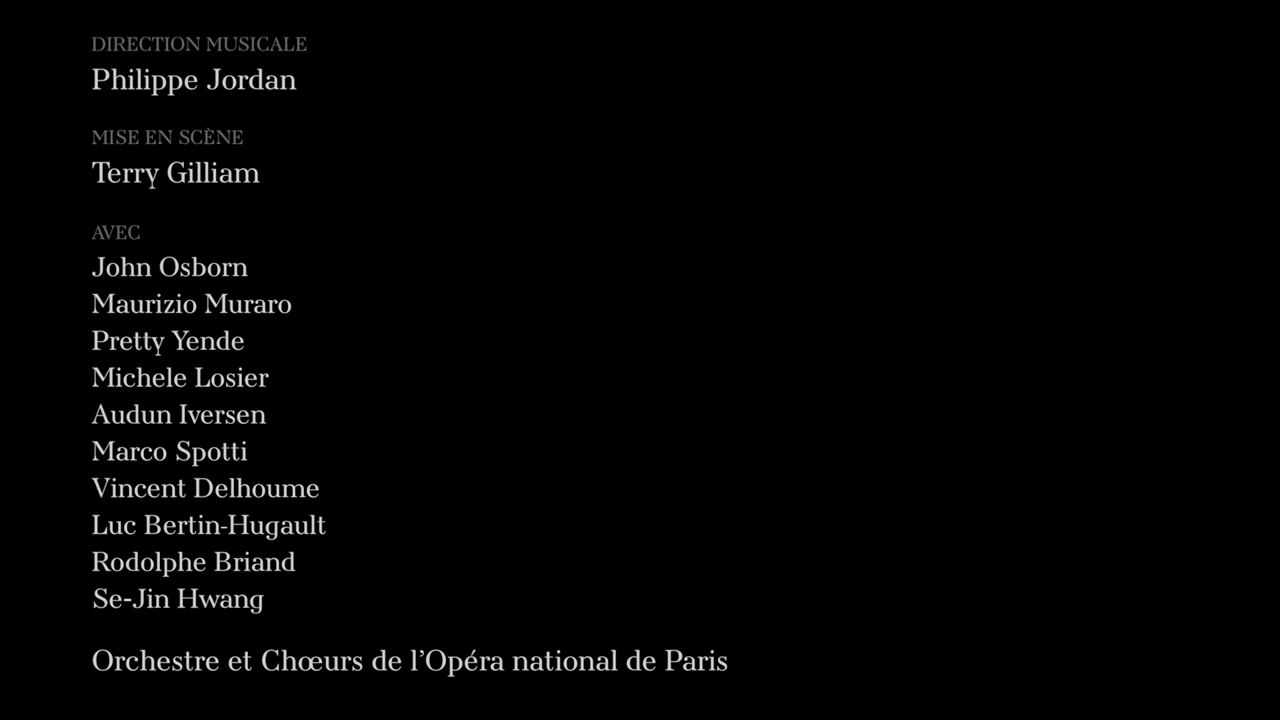 DIRECTION MUSICALE
Philippe Jordan
MISE EN SCÈNE
Terry Gilliam
AVEC
John Osborn
Maurizio Muraro
Pretty Yende
Michele Losier
Audun Iversen
Marco Spotti
Vincent Delhoume
Luc Bertin-Hugault
Rodolphe Briand
Se-Jin Hwang
Orchestre et Chœurs de l’Opéra national de Paris